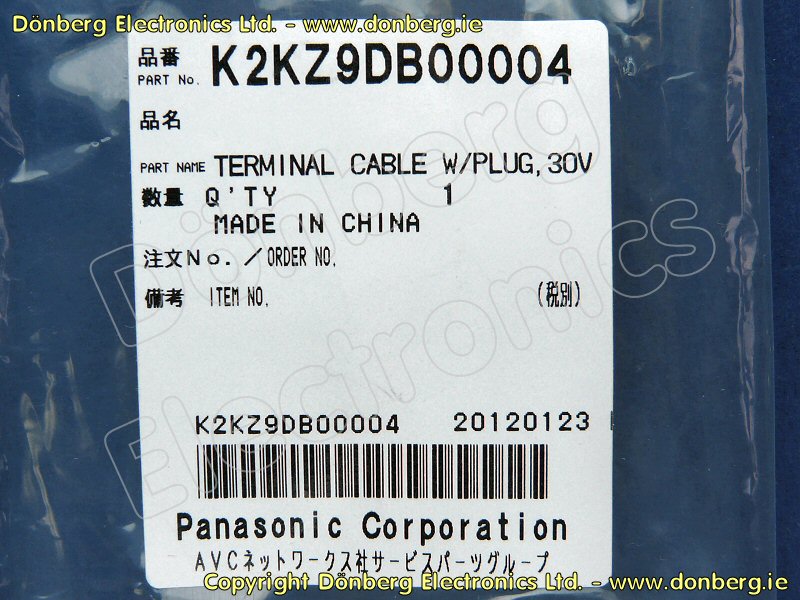 Dönberg Electronics Ltd. - www.donberg.ie
品番 PART No. K2KZ9DB00004
品名
PART NAME TERMINAL CABLE W/PLUG,30V
数量 Q'TY 1
MADE IN CHINA
注文No./ORDER NO.
備考 ITEM NO. (税別)
K2KZ9DB00004 20120123
Panasonic Corporation
AVCネットワークス社サービスパーツグループ
Dönberg Electronics
©Copyright Dönberg Electronics Ltd. - www.donberg.ie